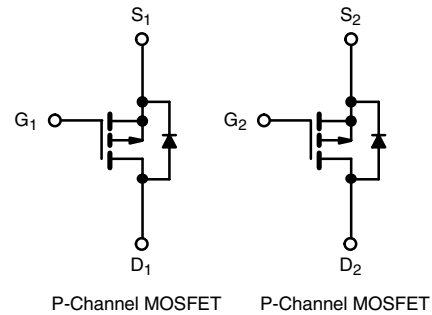 S1 S2
G1 G2
D1 D2
P-Channel MOSFET P-Channel MOSFET